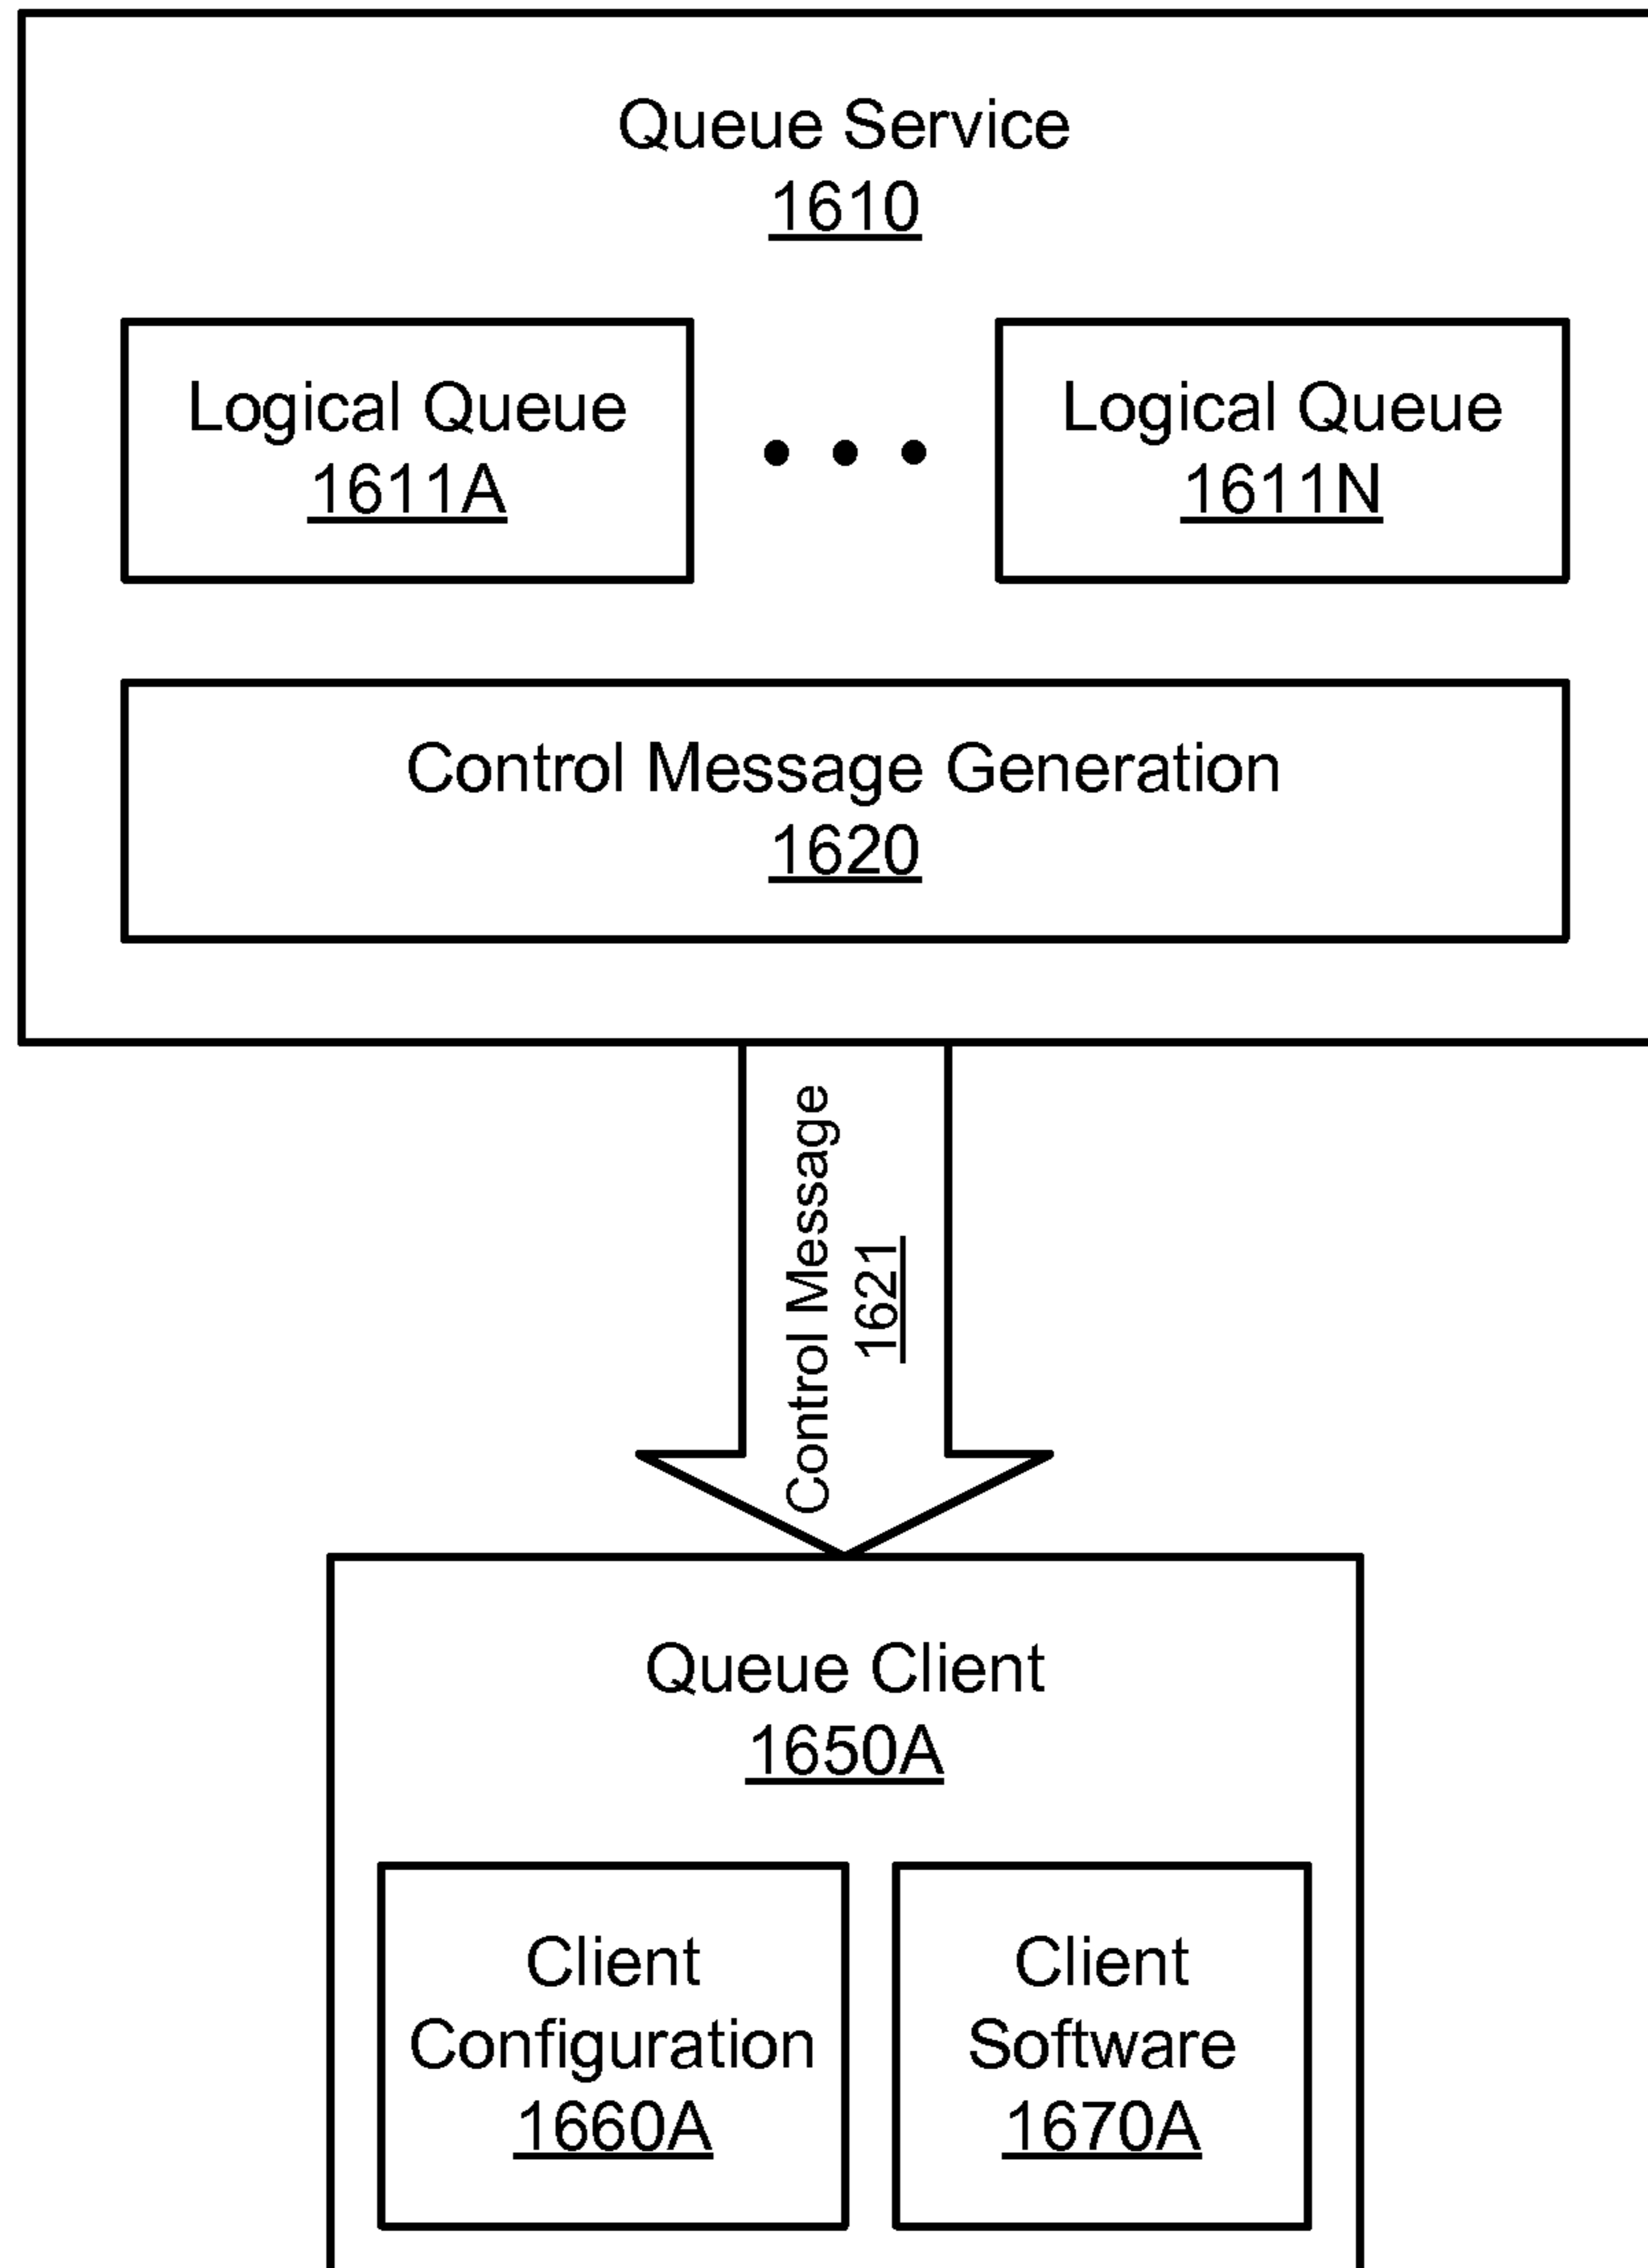 Queue Service
1610
Logical Queue
1611A
Logical Queue
1611N
Control Message Generation
1620
Control Message
1621
Queue Client
1650A
Client
Configuration
1660A
Client
Software
1670A